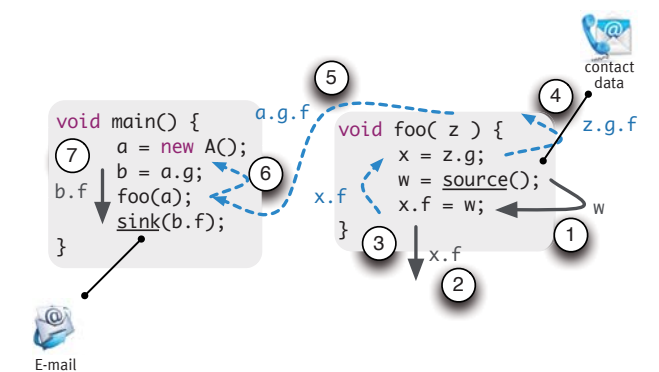 contact
data
5
4
a.g.f
z.g.f
void main() {
a = new A();
b = a.g;
foo(a);
sink(b.f);
}
7
b.f
6
void foo( z ) {
x = z.g;
w = source();
x.f = w;
}
x.f
3
w
1
x.f
2
E-mail